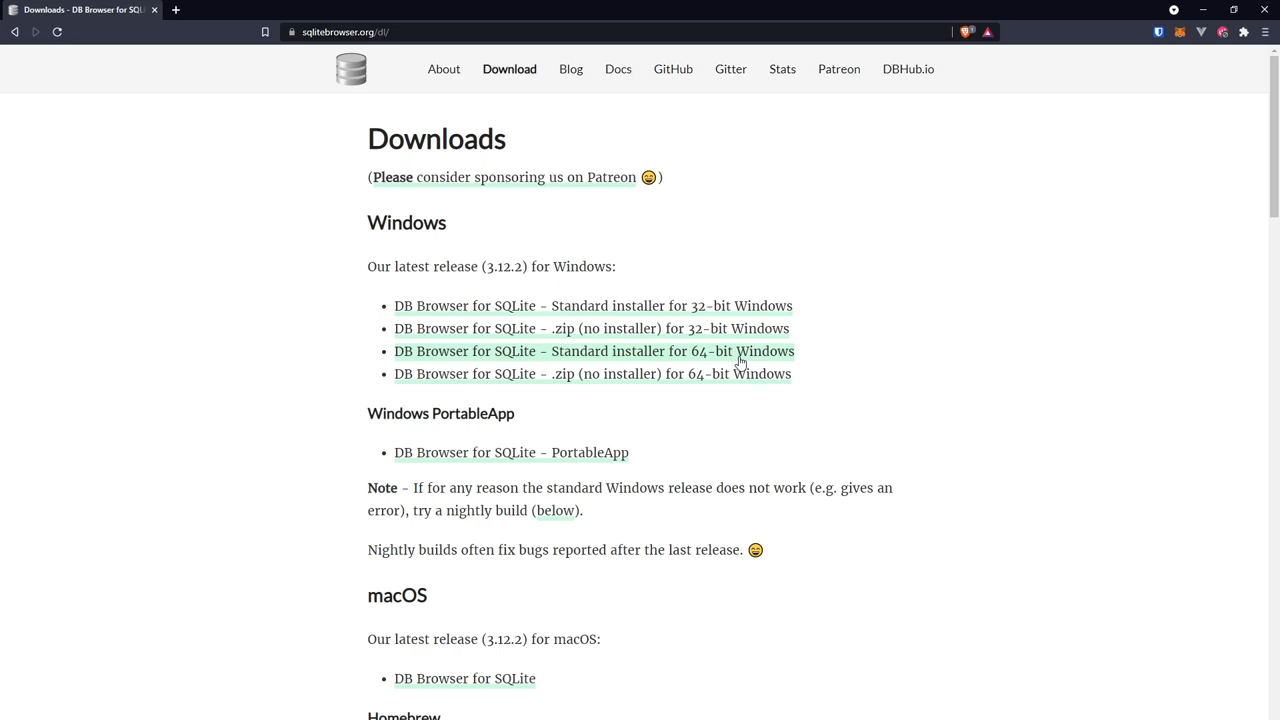 Downloads - DB Browser for SQLi
sqlitebrowser.org/dl/
1
About Download Blog Docs GitHub Gitter Stats Patreon DBHub.io
Downloads
(Please consider sponsoring us on Patreon 😄)
Windows
Our latest release (3.12.2) for Windows:
• DB Browser for SQLite - Standard installer for 32-bit Windows
• DB Browser for SQLite - .zip (no installer) for 32-bit Windows
• DB Browser for SQLite - Standard installer for 64-bit Windows
• DB Browser for SQLite - .zip (no installer) for 64-bit Windows
Windows PortableApp
• DB Browser for SQLite - PortableApp
Note - If for any reason the standard Windows release does not work (e.g. gives an
error), try a nightly build (below).
Nightly builds often fix bugs reported after the last release. 😄
macOS
Our latest release (3.12.2) for macOS:
• DB Browser for SQLite
Homebrew